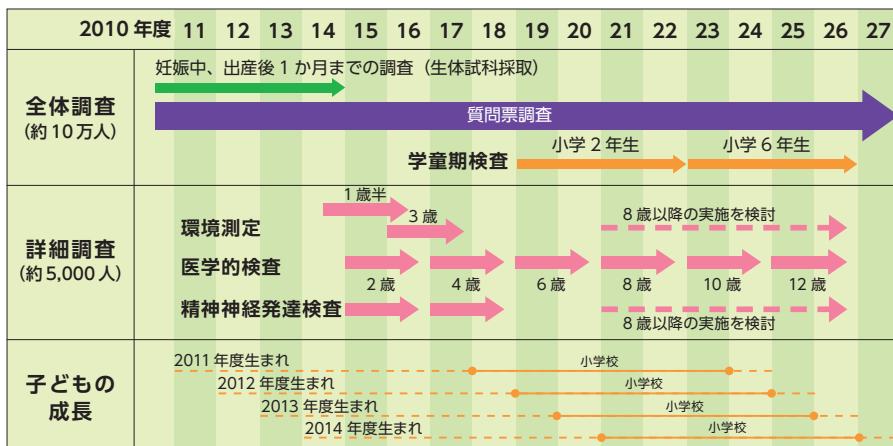 2010 年度 11 12 13 14 15 16 17 18 19 20 21 22 23 24 25 26 27
全体調査
(約 10 万人)
妊娠中、出産後 1 か月までの調査（生体試科採取）
質問票調査
学童期検査
小学 2 年生
小学 6 年生
詳細調査
(約 5,000 人)
1 歳半
3 歳
環境測定
8 歳以降の実施を検討
医学的検査
2 歳 4 歳 6 歳 8 歳 10 歳 12 歳
精神神経発達検査
8 歳以降の実施を検討
子どもの
成長
2011 年度生まれ 小学校
2012 年度生まれ 小学校
2013 年度生まれ 小学校
2014 年度生まれ 小学校